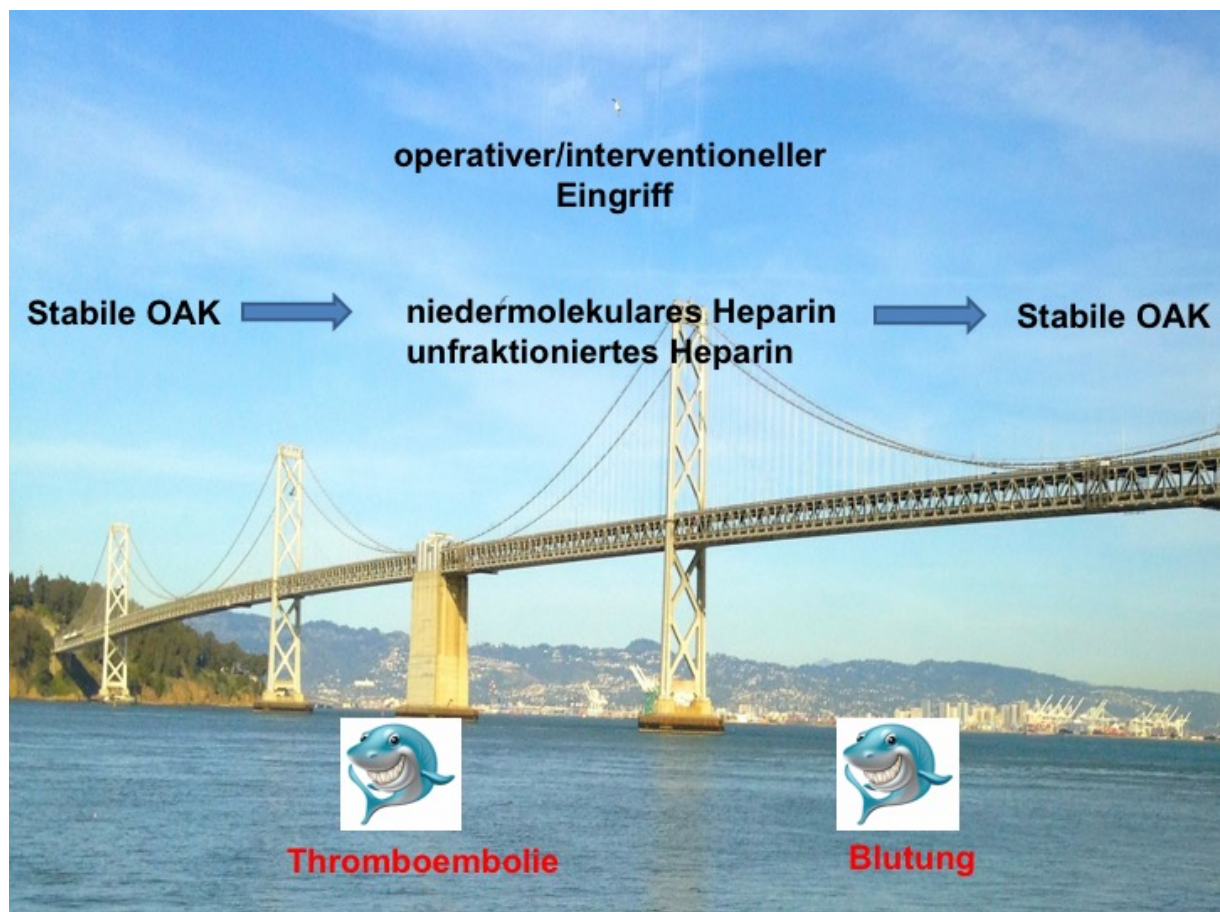 operativer/interventioneller
Eingriff
Stabile OAK
niedermolekulares Heparin
unfraktioniertes Heparin
Stabile OAK
Thromboembolie
Blutung